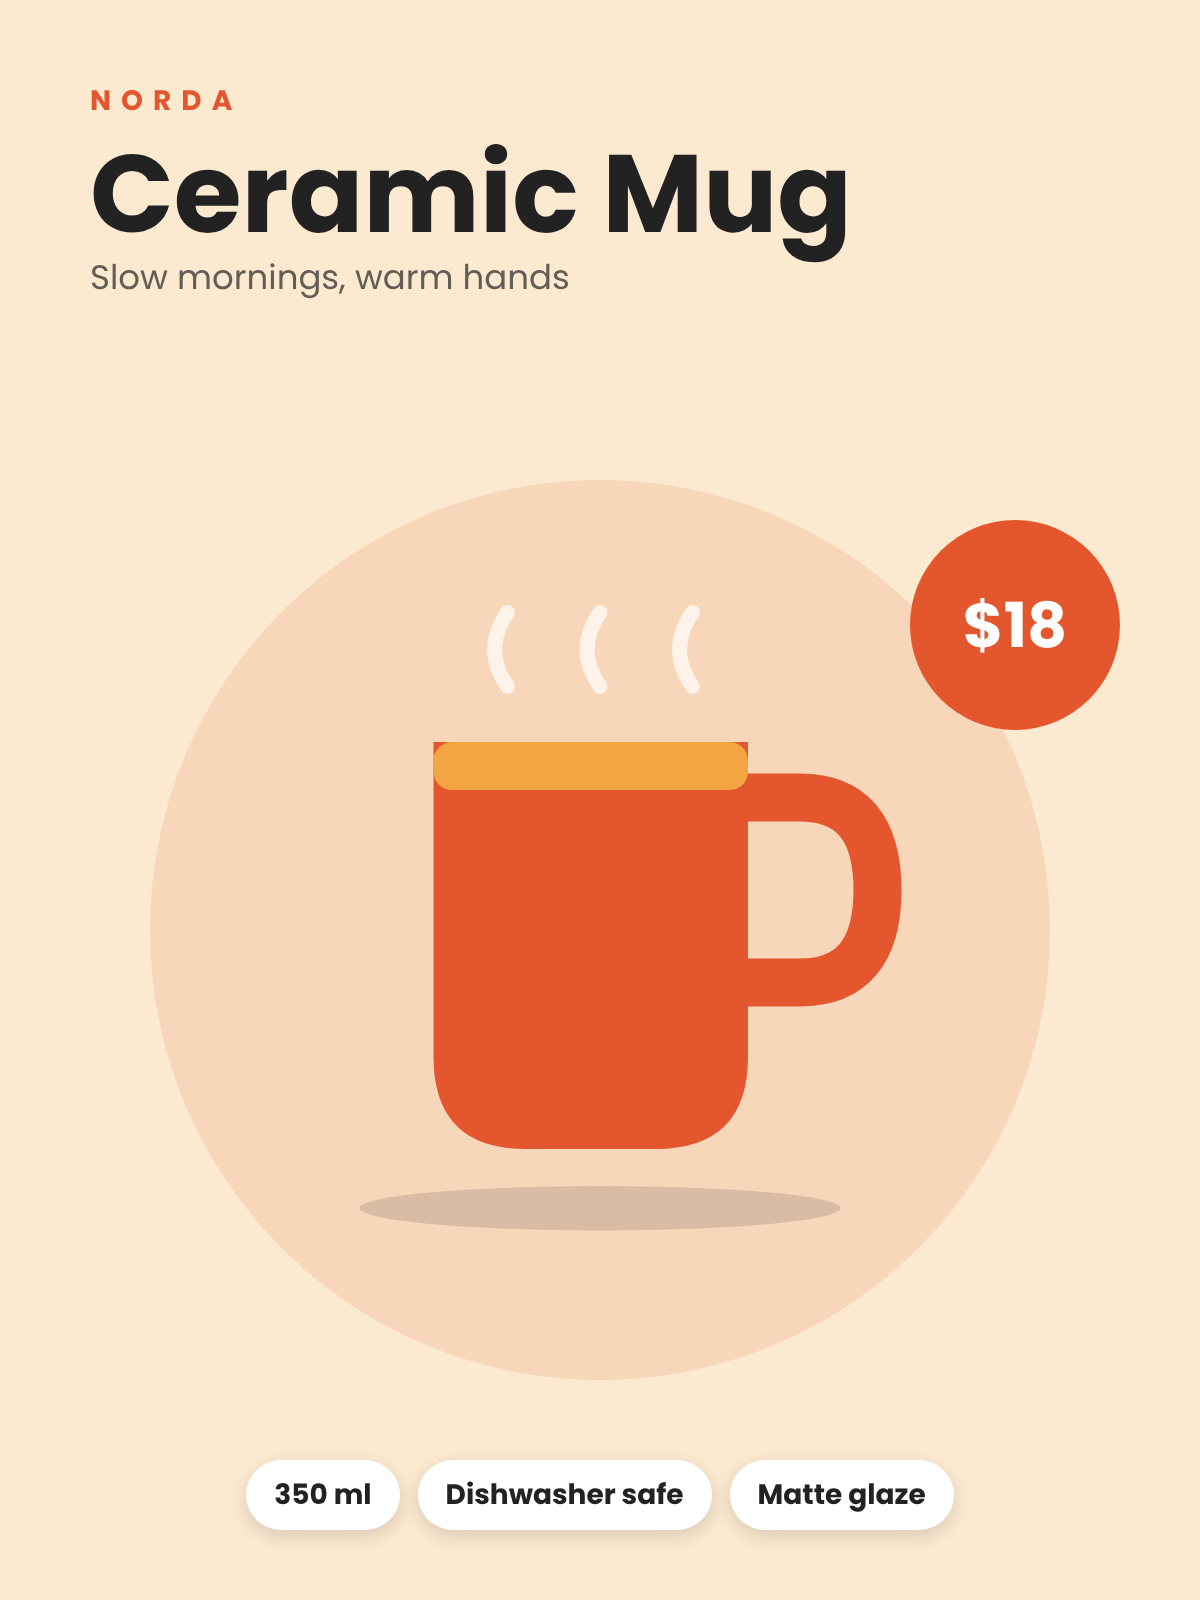 NORDA
Ceramic Mug
Slow mornings, warm hands
$18
350 ml
Dishwasher safe
Matte glaze